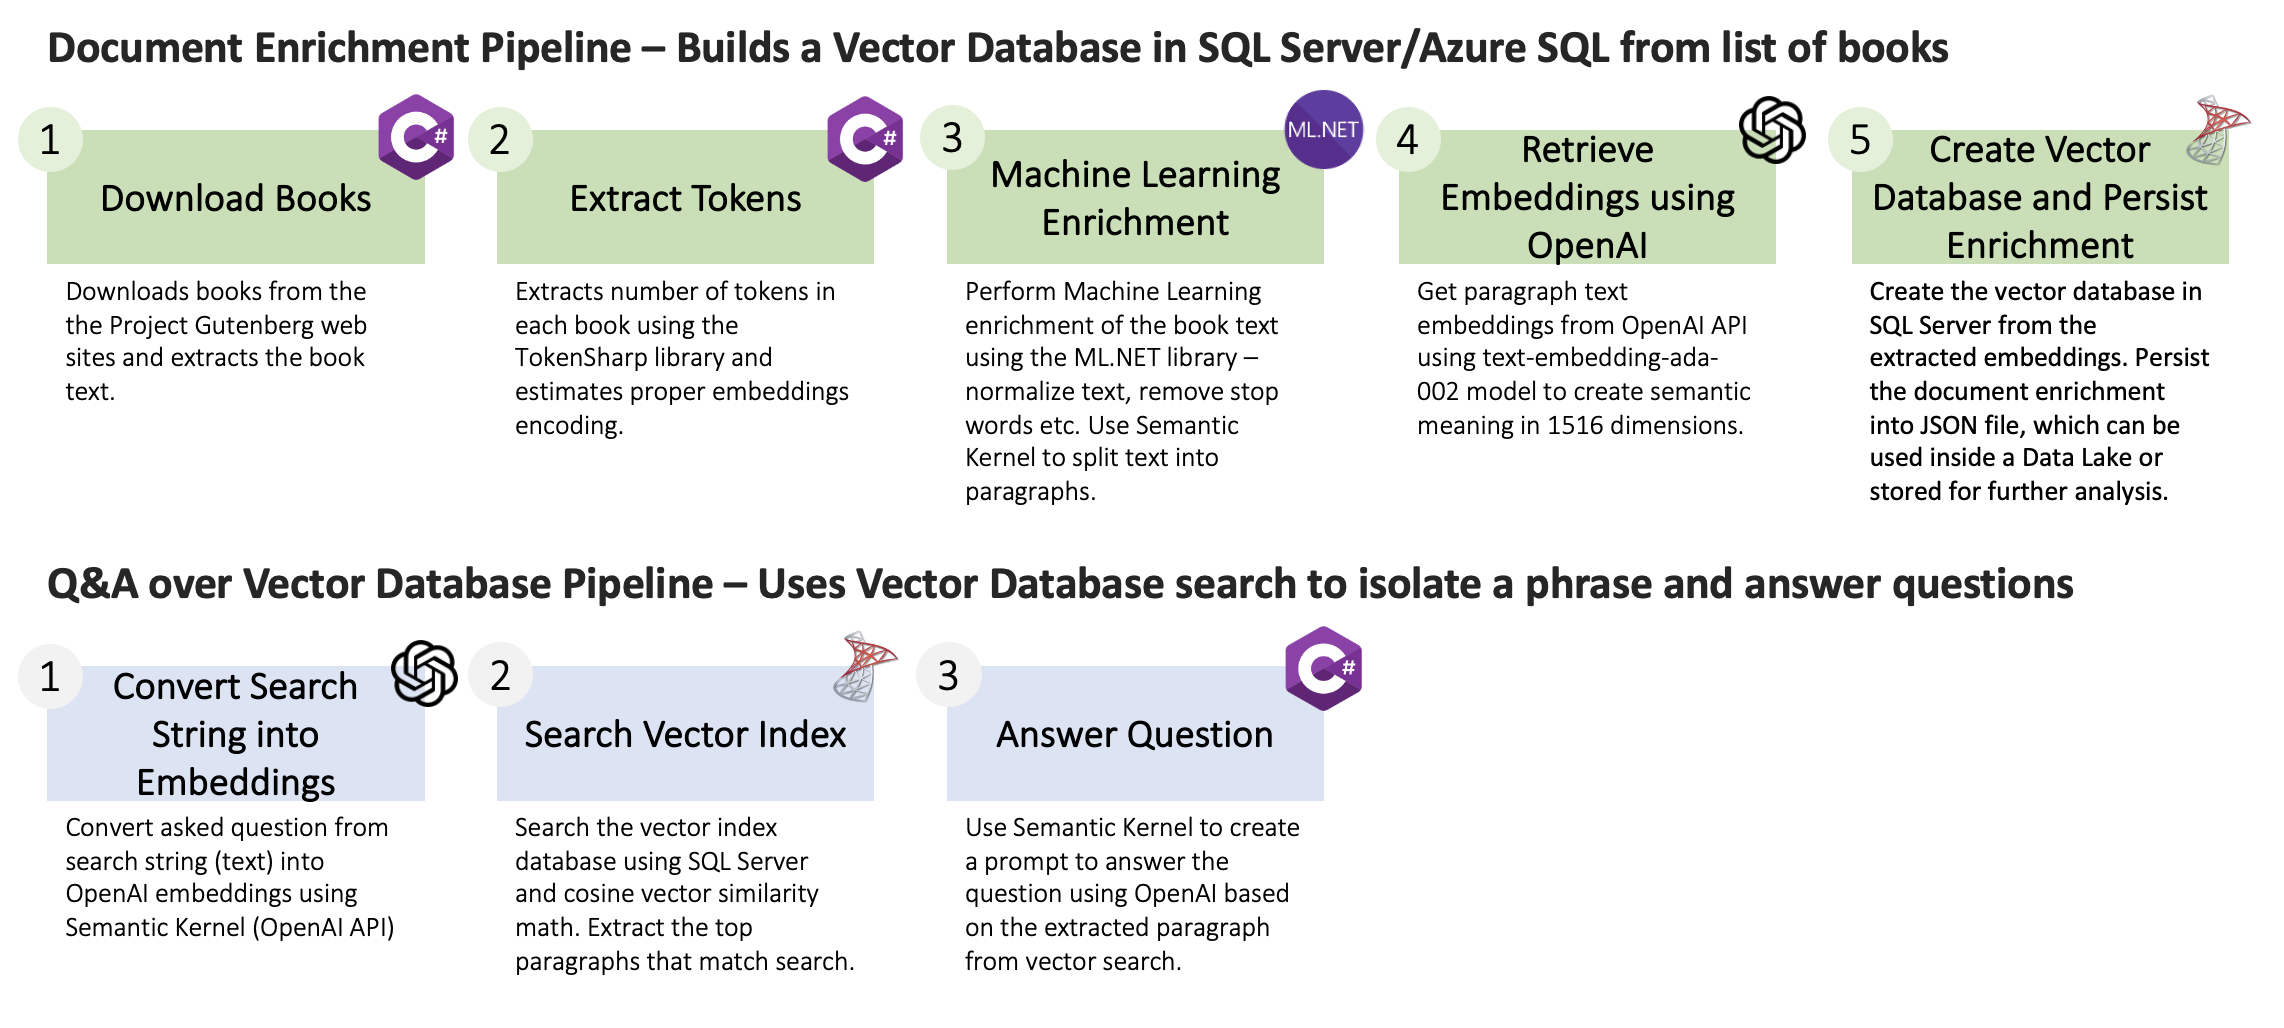 Document Enrichment Pipeline – Builds a Vector Database in SQL Server/Azure SQL from list of books
1
C#
Download Books
Downloads books from the
the Project Gutenberg web
sites and extracts the book
text.
2
C#
Extract Tokens
Extracts number of tokens in
each book using the
TokenSharp library and
estimates proper embeddings
encoding.
3
ML.NET
Machine Learning
Enrichment
Perform Machine Learning
enrichment of the book text
using the ML.NET library –
normalize text, remove stop
words etc. Use Semantic
Kernel to split text into
paragraphs.
4
Retrieve
Embeddings using
OpenAI
Get paragraph text
embeddings from OpenAI API
using text-embedding-ada-
002 model to create semantic
meaning in 1516 dimensions.
5
Create Vector
Database and Persist
Enrichment
Create the vector database in
SQL Server from the
extracted embeddings. Persist
the document enrichment
into JSON file, which can be
used inside a Data Lake or
stored for further analysis.
Q&A over Vector Database Pipeline – Uses Vector Database search to isolate a phrase and answer questions
1
Convert Search
String into
Embeddings
Convert asked question from
search string (text) into
OpenAI embeddings using
Semantic Kernel (OpenAI API)
2
Search Vector Index
Search the vector index
database using SQL Server
and cosine vector similarity
math. Extract the top
paragraphs that match search.
3
C#
Answer Question
Use Semantic Kernel to create
a prompt to answer the
question using OpenAI based
on the extracted paragraph
from vector search.